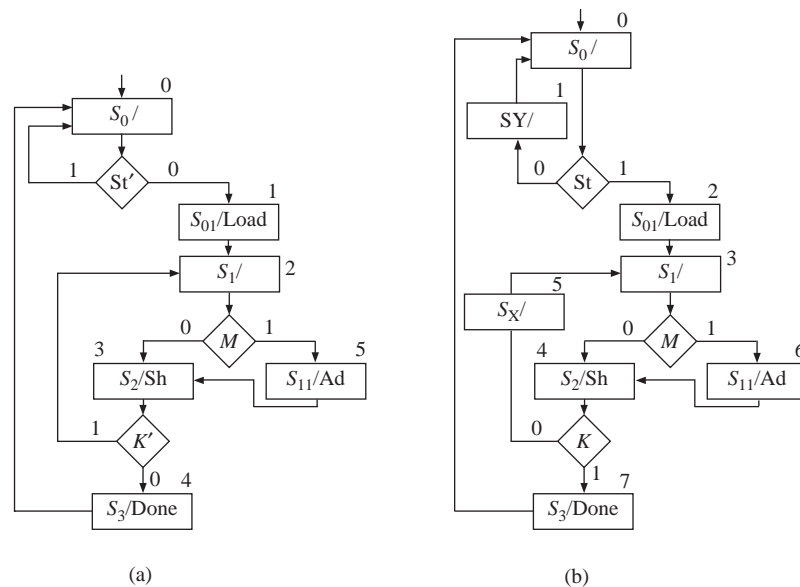 0
S₀ /
1 St′ 0
1
S₀₁/Load
S₁/ 2
0 M 1
3 5
S₂/Sh S₁₁/Ad
1 K′
0 4
S₃/Done
(a)
0
S₀ /
1
SY/
0 St 1
2
S₀₁/Load
S₁/ 3
5
S_X/
0 M 1
4 6
S₂/Sh S₁₁/Ad
0 K
1 7
S₃/Done
(b)